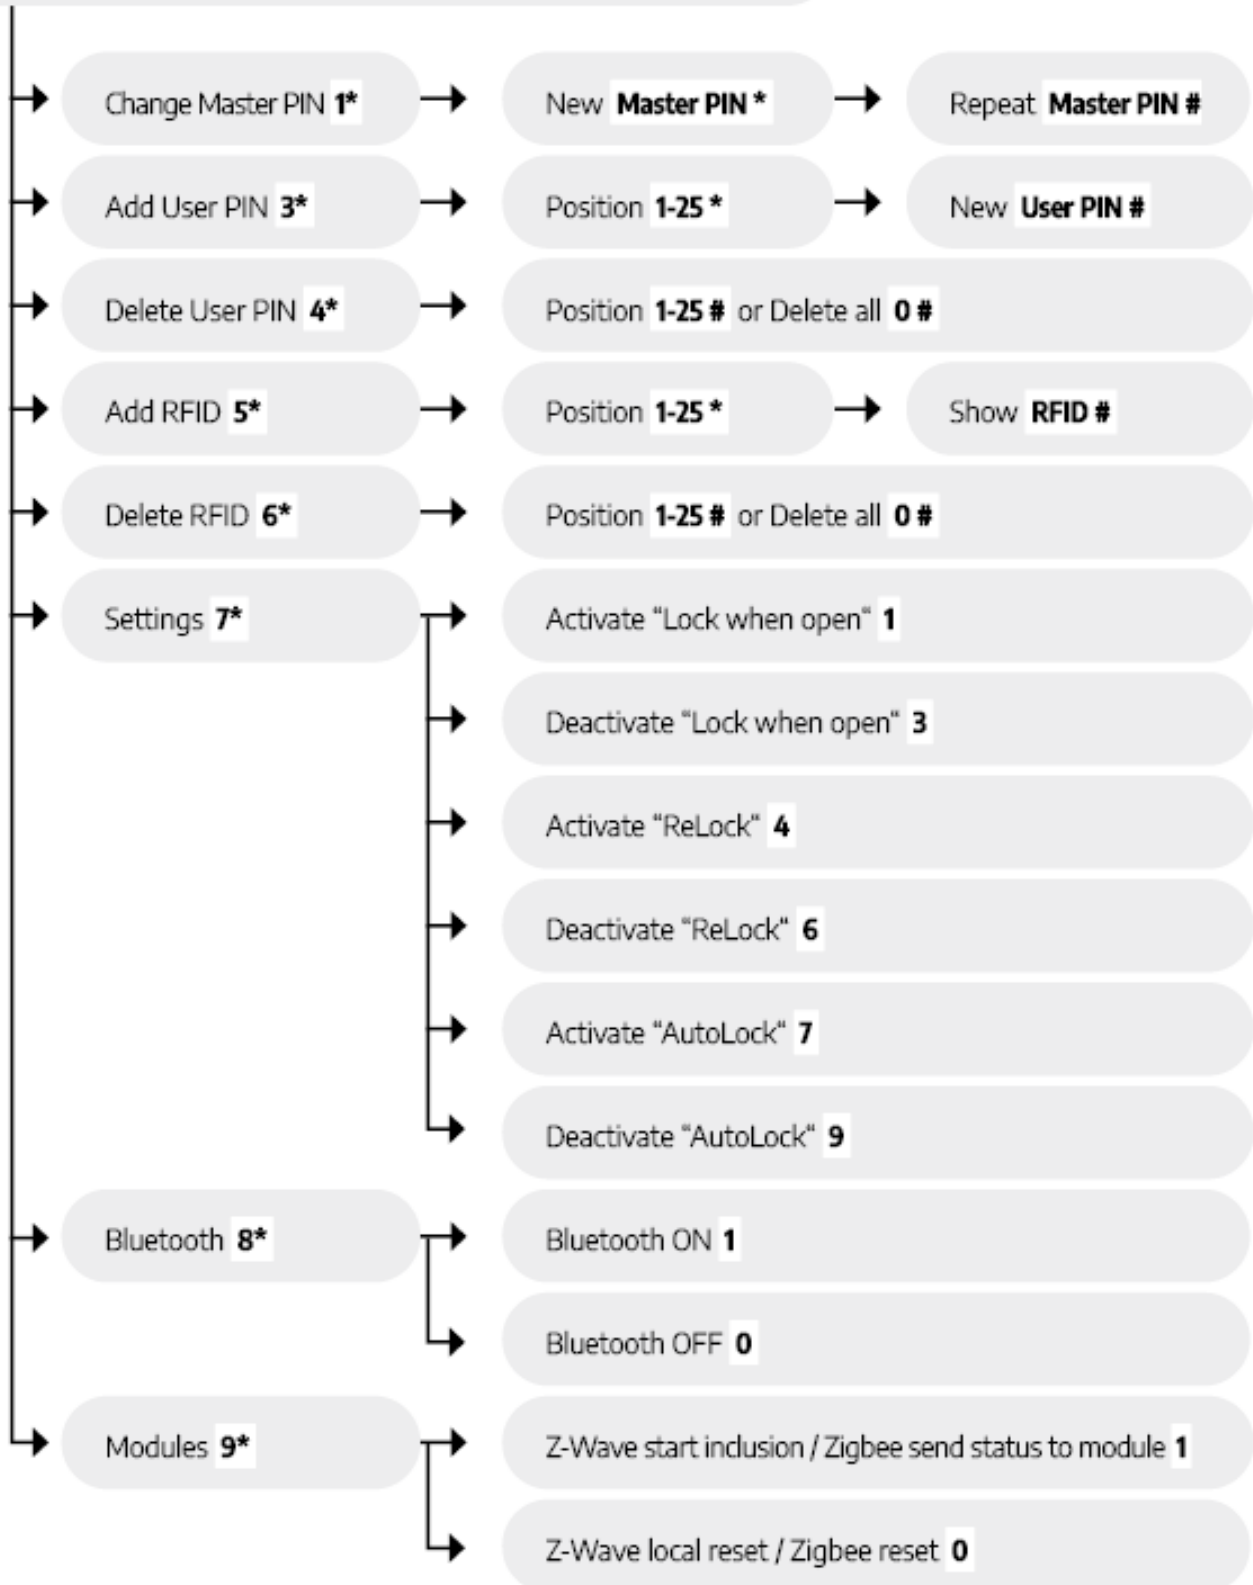 Change Master PIN 1* New Master PIN * Repeat Master PIN #
Add User PIN 3* Position 1-25 * New User PIN #
Delete User PIN 4* Position 1-25 # or Delete all 0 #
Add RFID 5* Position 1-25 * Show RFID #
Delete RFID 6* Position 1-25 # or Delete all 0 #
Settings 7* Activate “Lock when open“ 1
Deactivate “Lock when open“ 3
Activate “ReLock“ 4
Deactivate “ReLock“ 6
Activate “AutoLock“ 7
Deactivate “AutoLock“ 9
Bluetooth 8* Bluetooth ON 1
Bluetooth OFF 0
Modules 9* Z-Wave start inclusion / Zigbee send status to module 1
Z-Wave local reset / Zigbee reset 0